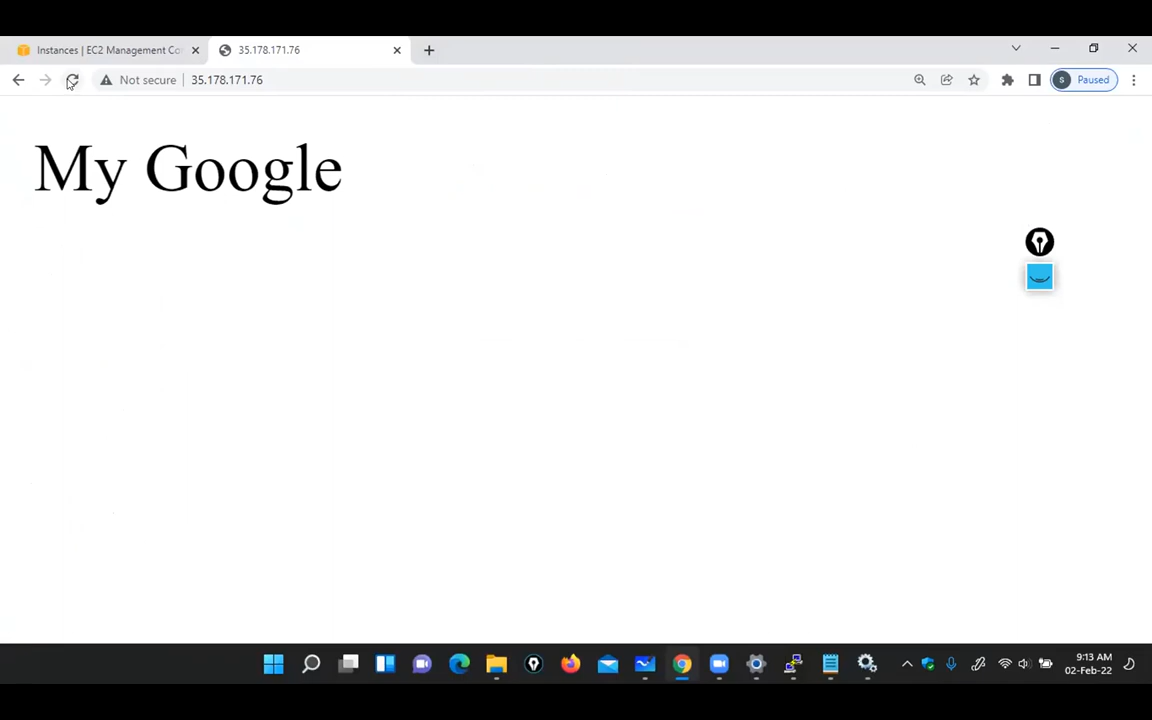 Instances | EC2 Management Co
35.178.171.76
Not secure
35.178.171.76
S
Paused
My Google
9:13 AM
02-Feb-22